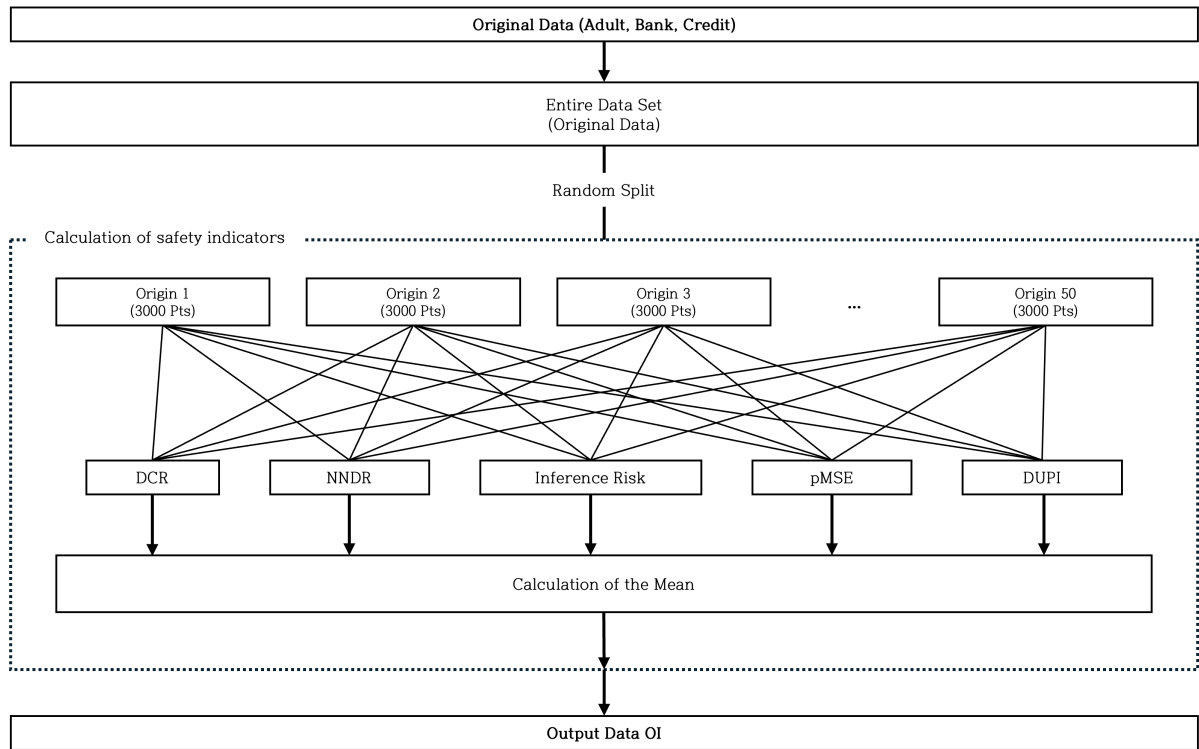 Original Data (Adult, Bank, Credit)
Entire Data Set
(Original Data)
Random Split
Calculation of safety indicators
Origin 1
(3000 Pts)
Origin 2
(3000 Pts)
Origin 3
(3000 Pts)
...
Origin 50
(3000 Pts)
DCR
NNDR
Inference Risk
pMSE
DUPI
Calculation of the Mean
Output Data OI